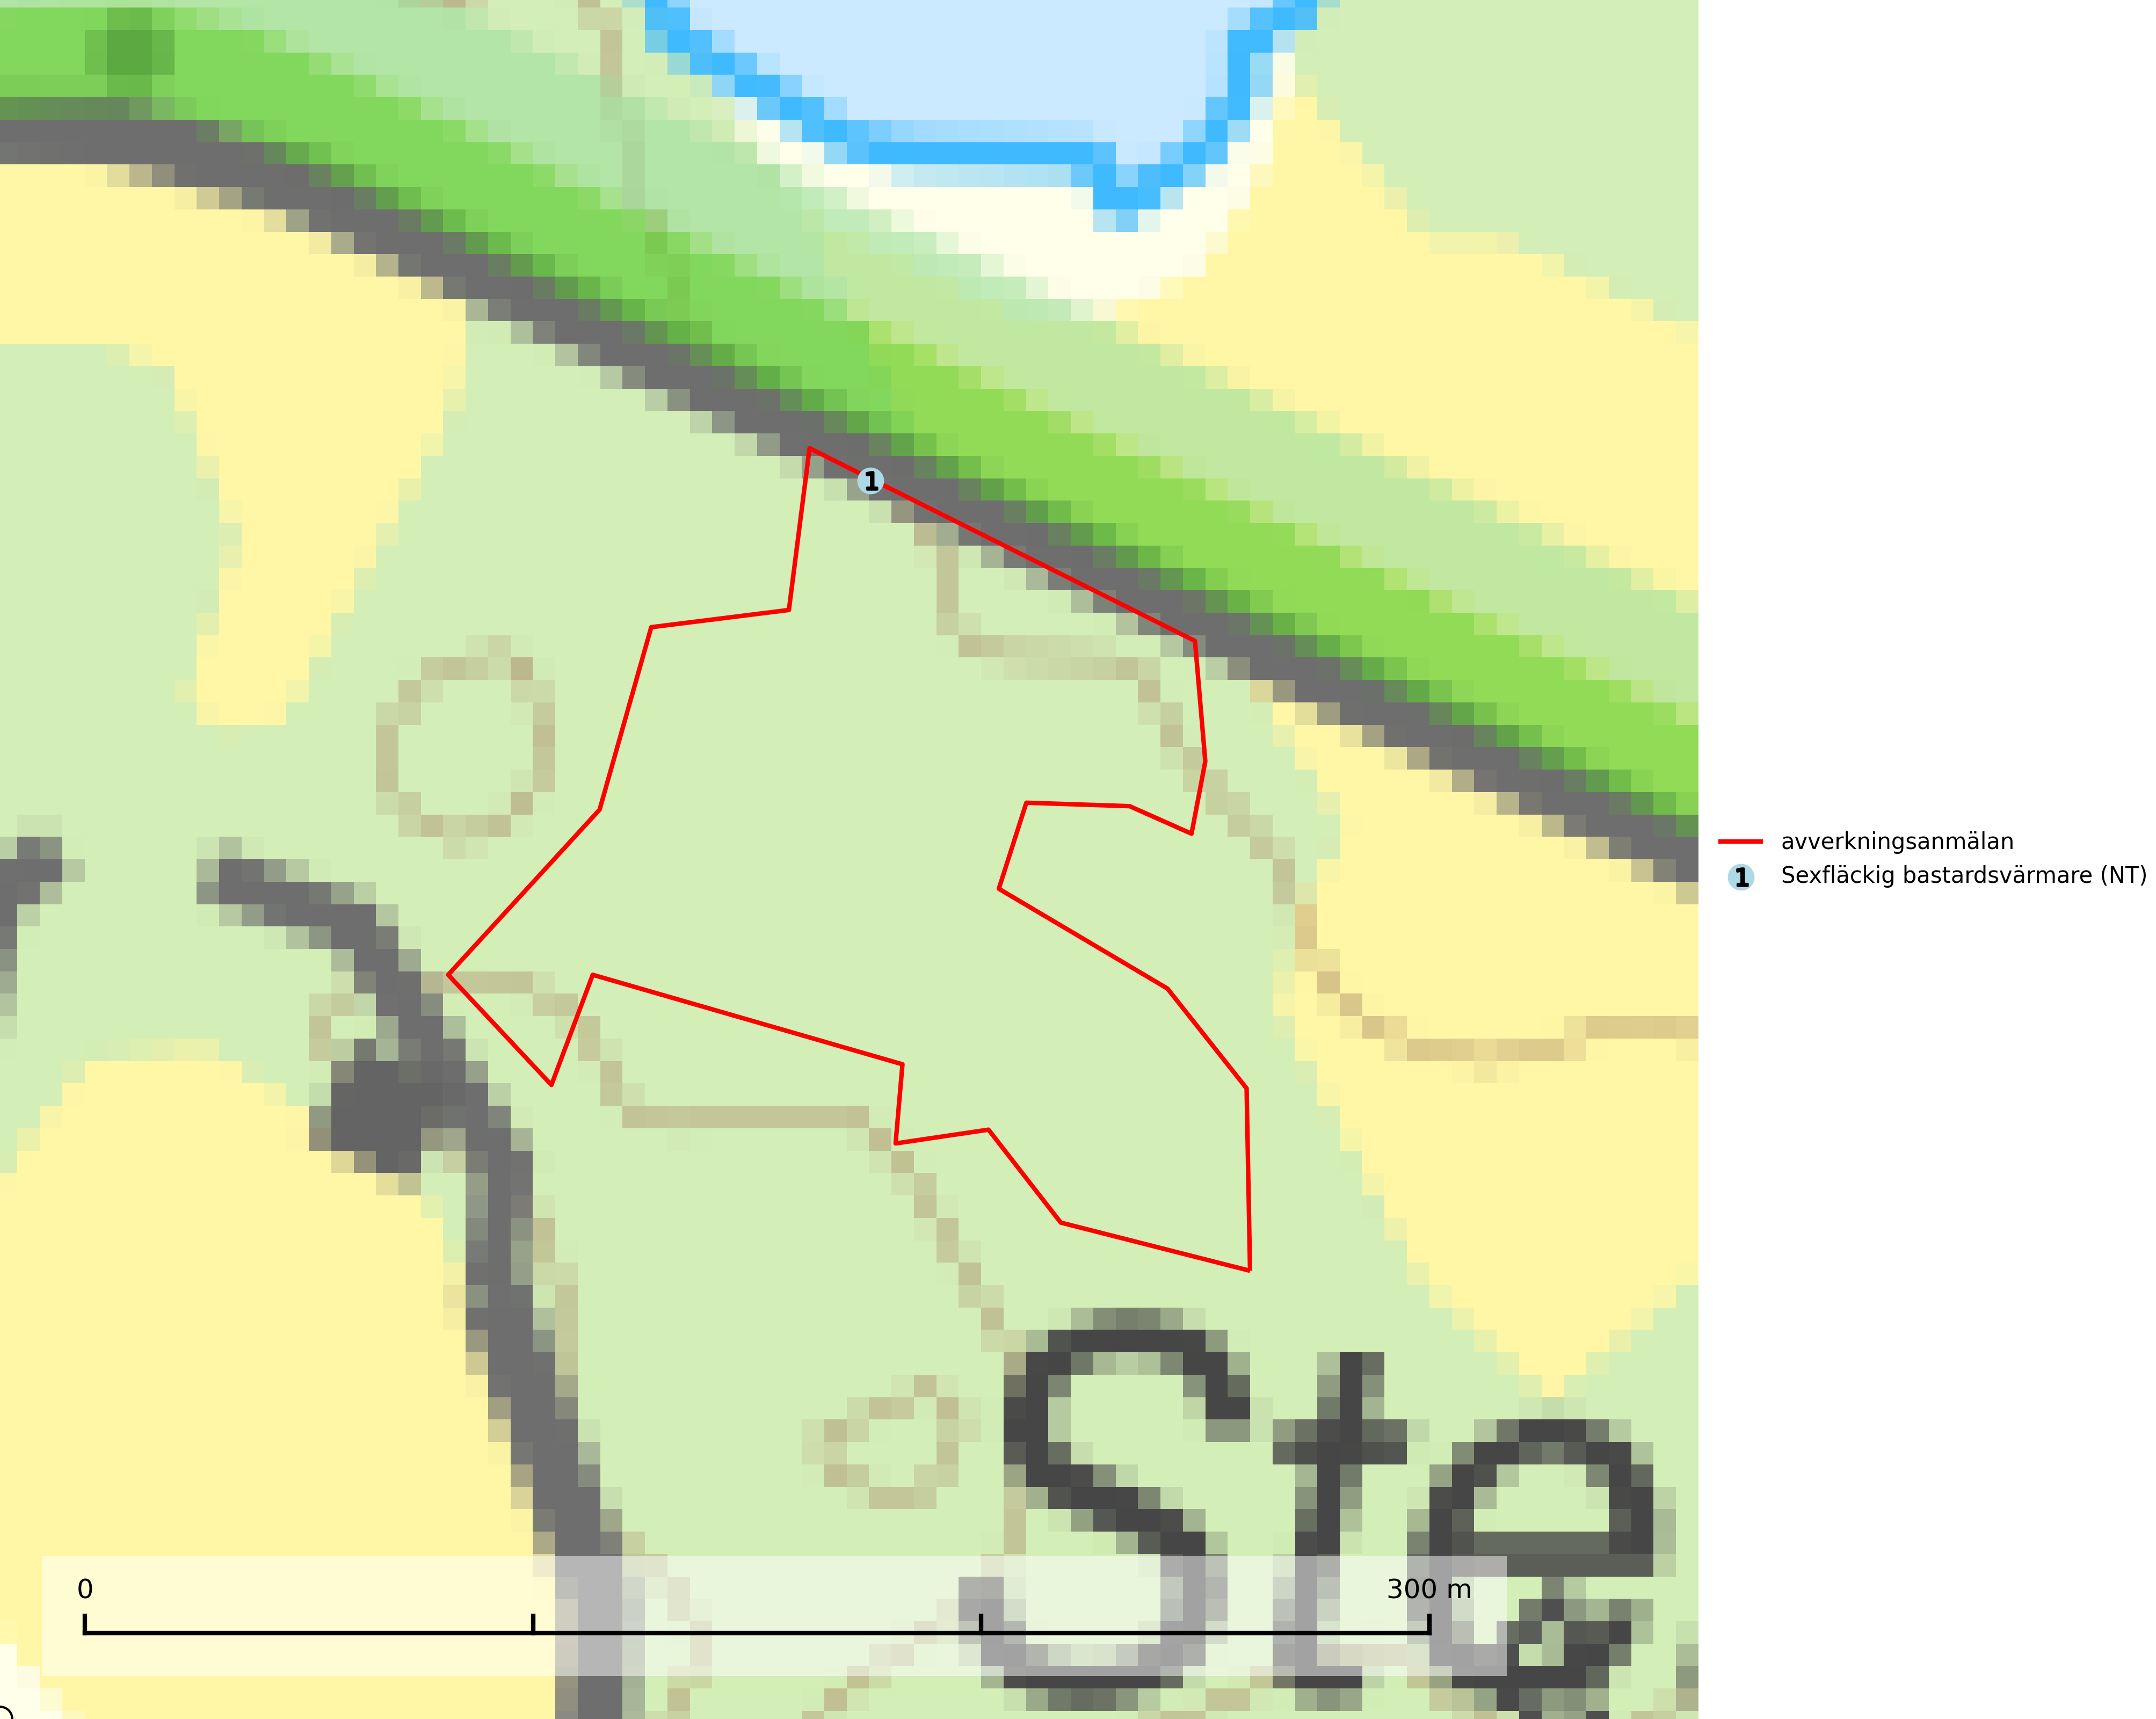 1
avverkningsanmälan
1 Sexfläckig bastardsvärmare (NT)
Ste
0 300 m